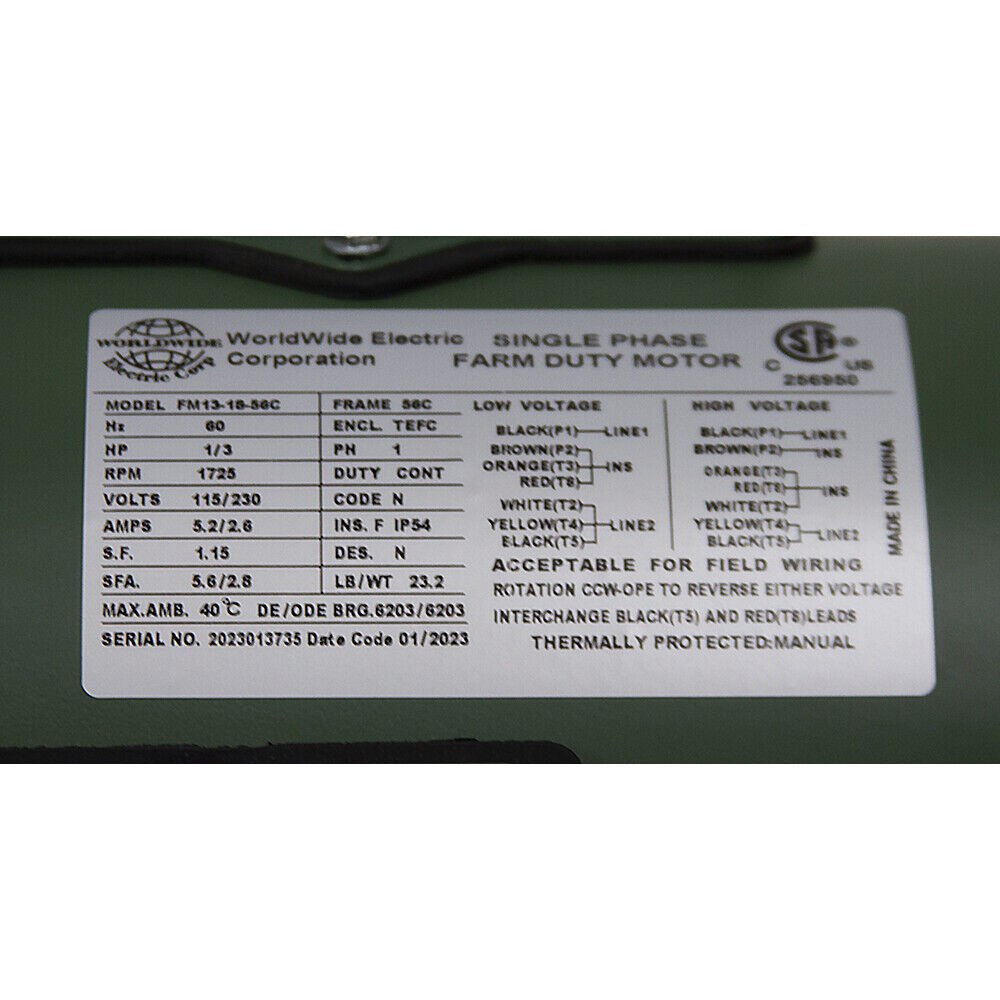 WORLDWIDE
Electric Corp
WorldWide Electric
Corporation
SINGLE PHASE
FARM DUTY MOTOR
SA
C US
256950
MODEL FM13-18-56C FRAME 56C
Hz 60 ENCL. TEFC
HP 1/3 PH 1
RPM 1725 DUTY CONT
VOLTS 115/230 CODE N
AMPS 5.2/2.6 INS. F IP54
S.F. 1.15 DES. N
SFA. 5.6/2.8 LB/WT 23.2
MAX.AMB. 40°C DE/ODE BRG.6203/6203
SERIAL NO. 2023013735 Date Code 01/2023
LOW VOLTAGE
BLACK(P1) LINE1
BROWN(P2)
ORANGE(T3) INS
RED(T8)
WHITE(T2)
YELLOW(T4) LINE2
BLACK(T5)
HIGH VOLTAGE
BLACK(P1) LINE1
BROWN(P2) INS
ORANGE(T3)
RED(T8) INS
WHITE(T2)
YELLOW(T4) LINE2
BLACK(T5)
MADE IN CHINA
ACCEPTABLE FOR FIELD WIRING
ROTATION CCW-OPE TO REVERSE EITHER VOLTAGE
INTERCHANGE BLACK(T5) AND RED(T8)LEADS
THERMALLY PROTECTED:MANUAL